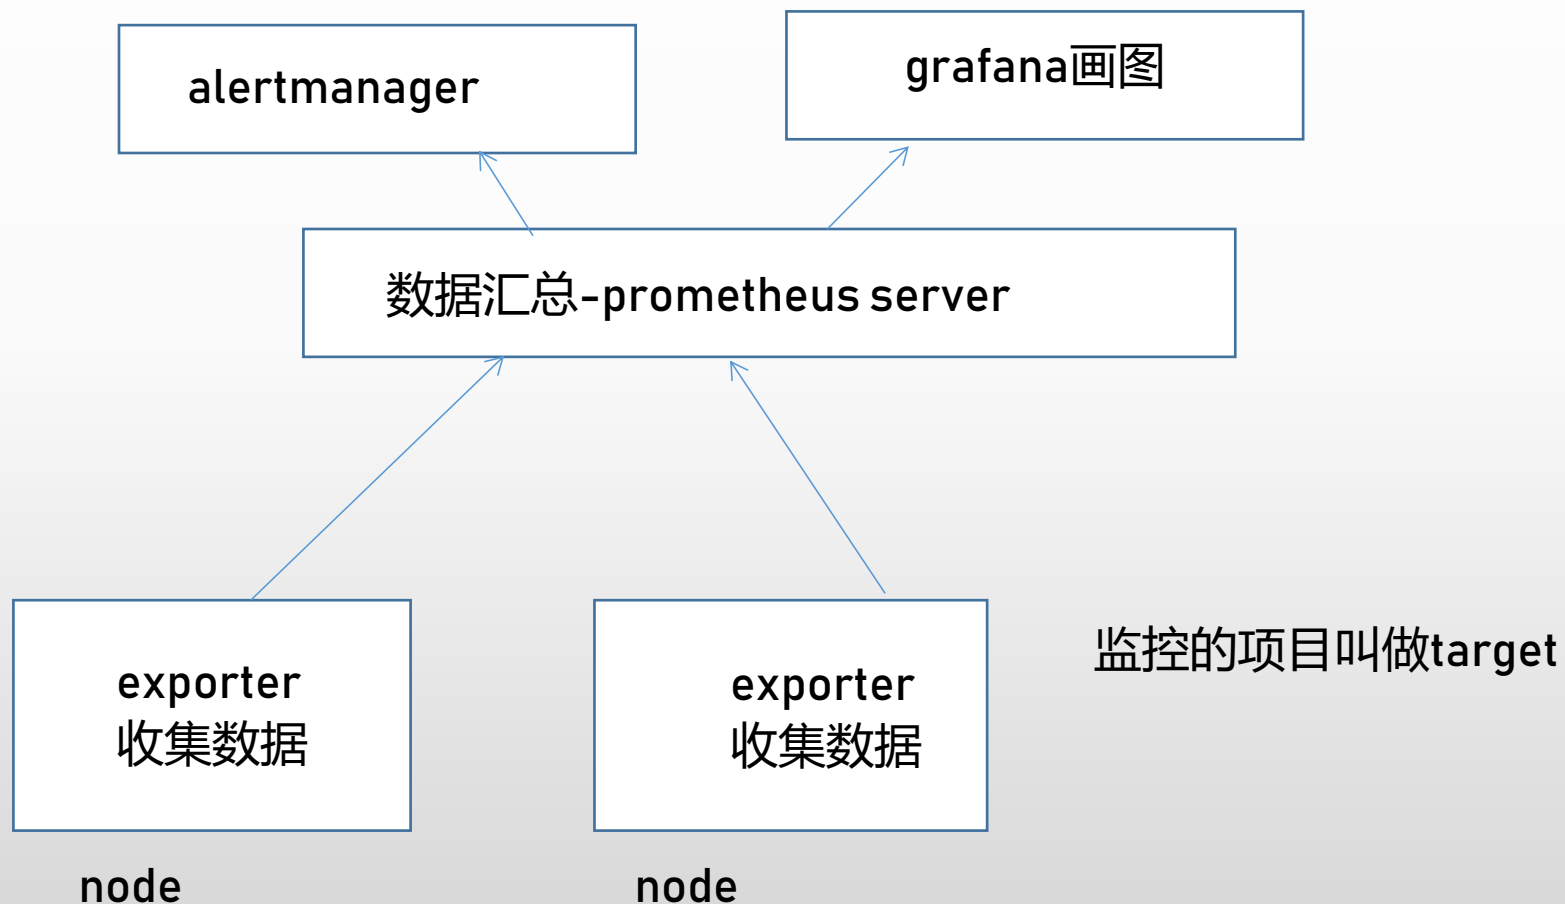 alertmanager
grafana画图
数据汇总-prometheus server
exporter
收集数据
exporter
收集数据
监控的项目叫做target
node
node